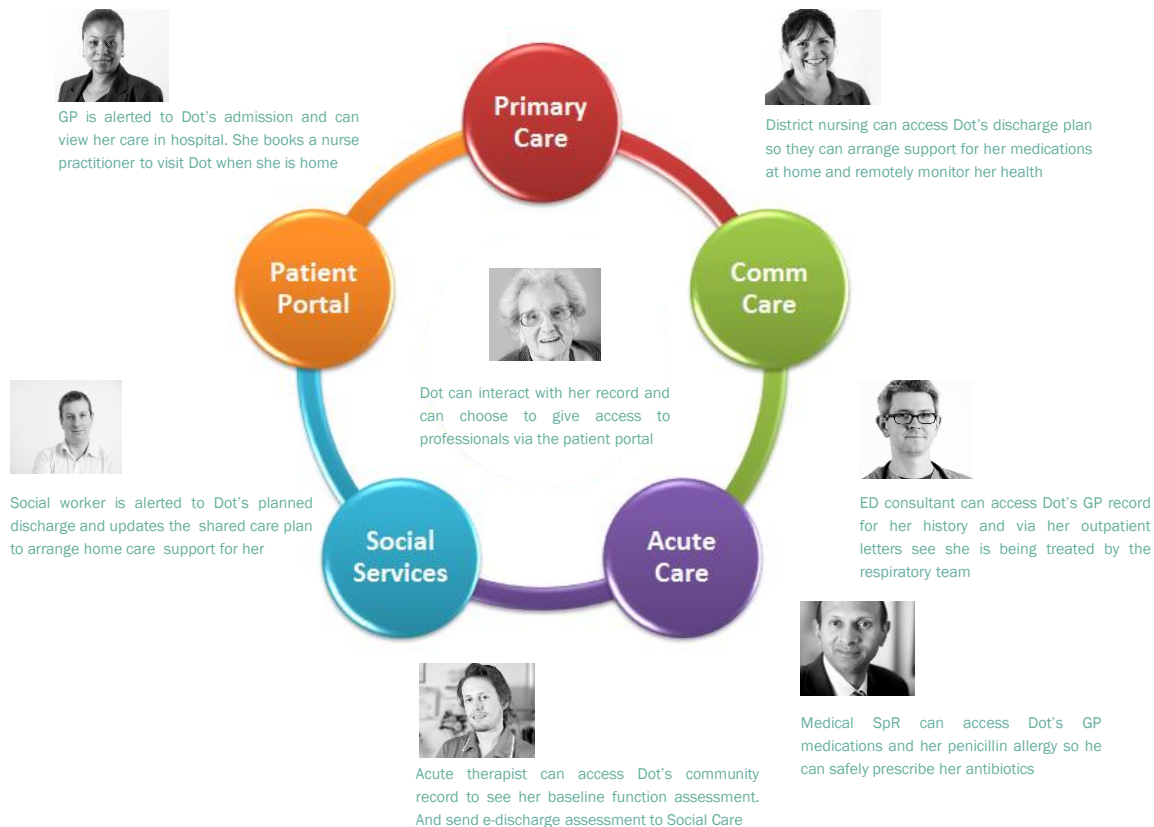 GP is alerted to Dot's admission and can
view her care in hospital. She books a nurse
practitioner to visit Dot when she is home
Primary
Care
District nursing can access Dot's discharge plan
so they can arrange support for her medications
at home and remotely monitor her health
Patient
Portal
Comm
Care
Dot can interact with her record and
can choose to give access to
professionals via the patient portal
Social worker is alerted to Dot's planned
discharge and updates the shared care plan
to arrange home care support for her
ED consultant can access Dot's GP record
for her history and via her outpatient
letters see she is being treated by the
respiratory team
Social
Services
Acute
Care
Medical SpR can access Dot's GP
medications and her penicillin allergy so he
can safely prescribe her antibiotics
Acute therapist can access Dot's community
record to see her baseline function assessment.
And send e-discharge assessment to Social Care